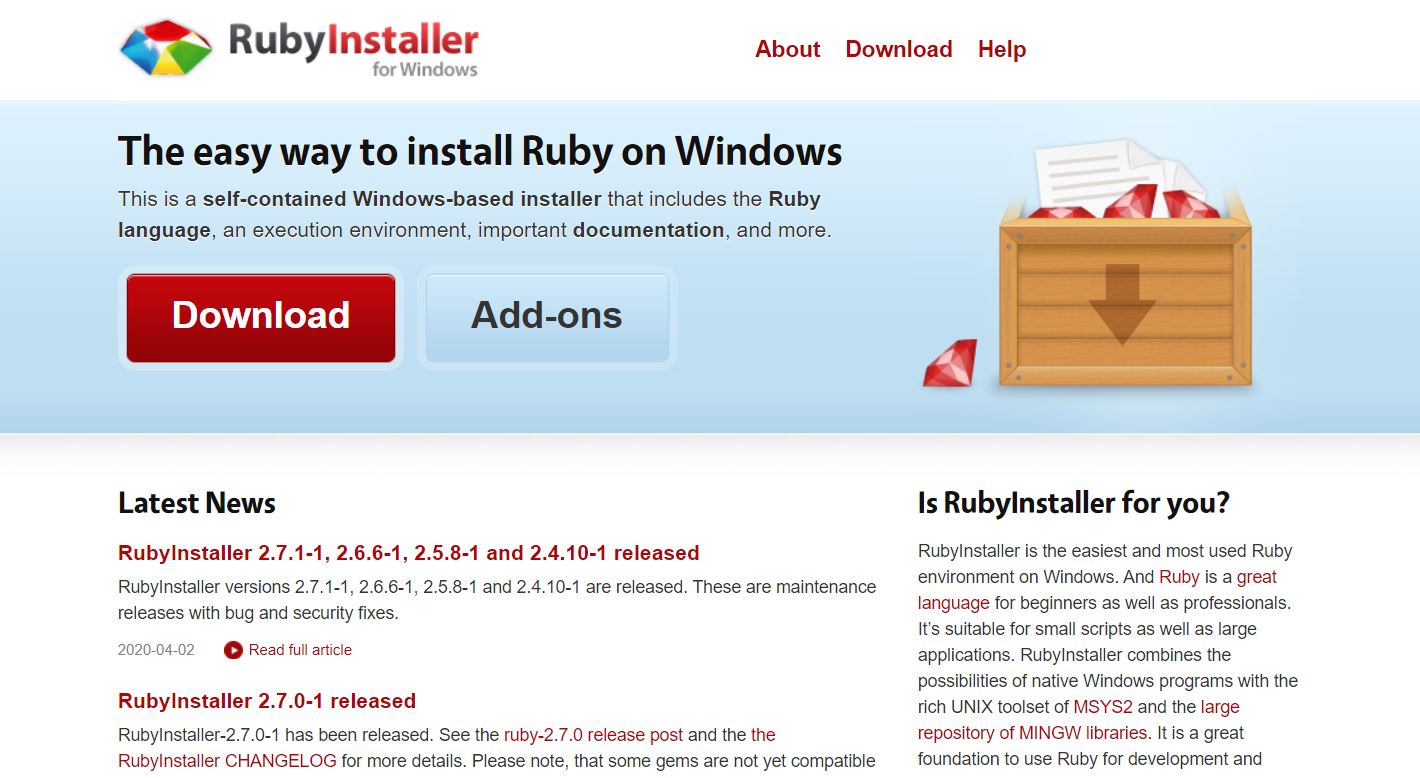 RubyInstaller
for Windows
About Download Help
The easy way to install Ruby on Windows
This is a self-contained Windows-based installer that includes the Ruby
language, an execution environment, important documentation, and more.
Download Add-ons
Latest News
RubyInstaller 2.7.1-1, 2.6.6-1, 2.5.8-1 and 2.4.10-1 released
RubyInstaller versions 2.7.1-1, 2.6.6-1, 2.5.8-1 and 2.4.10-1 are released. These are maintenance
releases with bug and security fixes.
2020-04-02 Read full article
RubyInstaller 2.7.0-1 released
RubyInstaller-2.7.0-1 has been released. See the ruby-2.7.0 release post and the the
RubyInstaller CHANGELOG for more details. Please note, that some gems are not yet compatible
Is RubyInstaller for you?
RubyInstaller is the easiest and most used Ruby
environment on Windows. And Ruby is a great
language for beginners as well as professionals.
It’s suitable for small scripts as well as large
applications. RubyInstaller combines the
possibilities of native Windows programs with the
rich UNIX toolset of MSYS2 and the large
repository of MINGW libraries. It is a great
foundation to use Ruby for development and